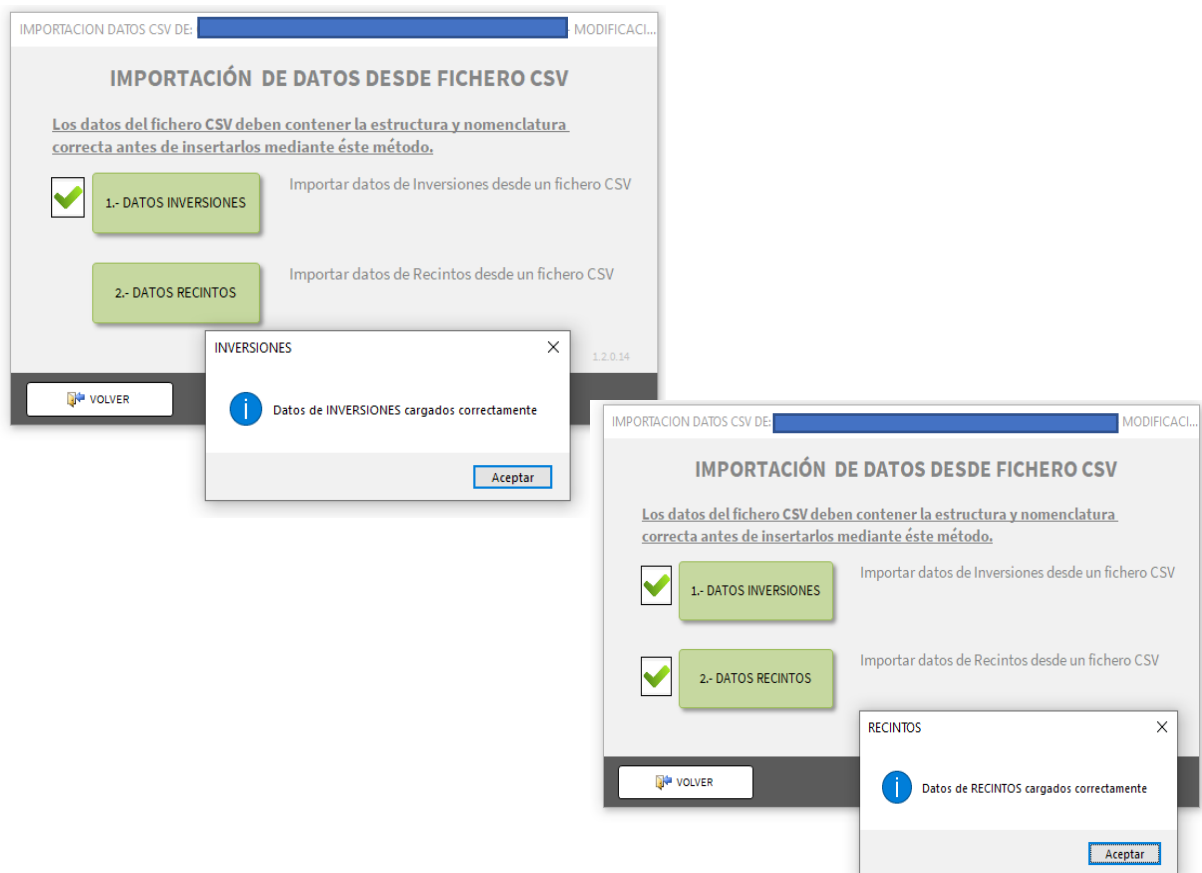 IMPORTACION DATOS CSV DE: - MODIFICACI...
IMPORTACIÓN DE DATOS DESDE FICHERO CSV
Los datos del fichero CSV deben contener la estructura y nomenclatura
correcta antes de insertarlos mediante éste método.
1.- DATOS INVERSIONES
Importar datos de Inversiones desde un fichero CSV
2.- DATOS RECINTOS
Importar datos de Recintos desde un fichero CSV
1.2.0.14
VOLVER
INVERSIONES
Datos de INVERSIONES cargados correctamente
Aceptar
IMPORTACION DATOS CSV DE: MODIFICACI...
IMPORTACIÓN DE DATOS DESDE FICHERO CSV
Los datos del fichero CSV deben contener la estructura y nomenclatura
correcta antes de insertarlos mediante éste método.
1.- DATOS INVERSIONES
Importar datos de Inversiones desde un fichero CSV
2.- DATOS RECINTOS
Importar datos de Recintos desde un fichero CSV
VOLVER
RECINTOS
Datos de RECINTOS cargados correctamente
Aceptar